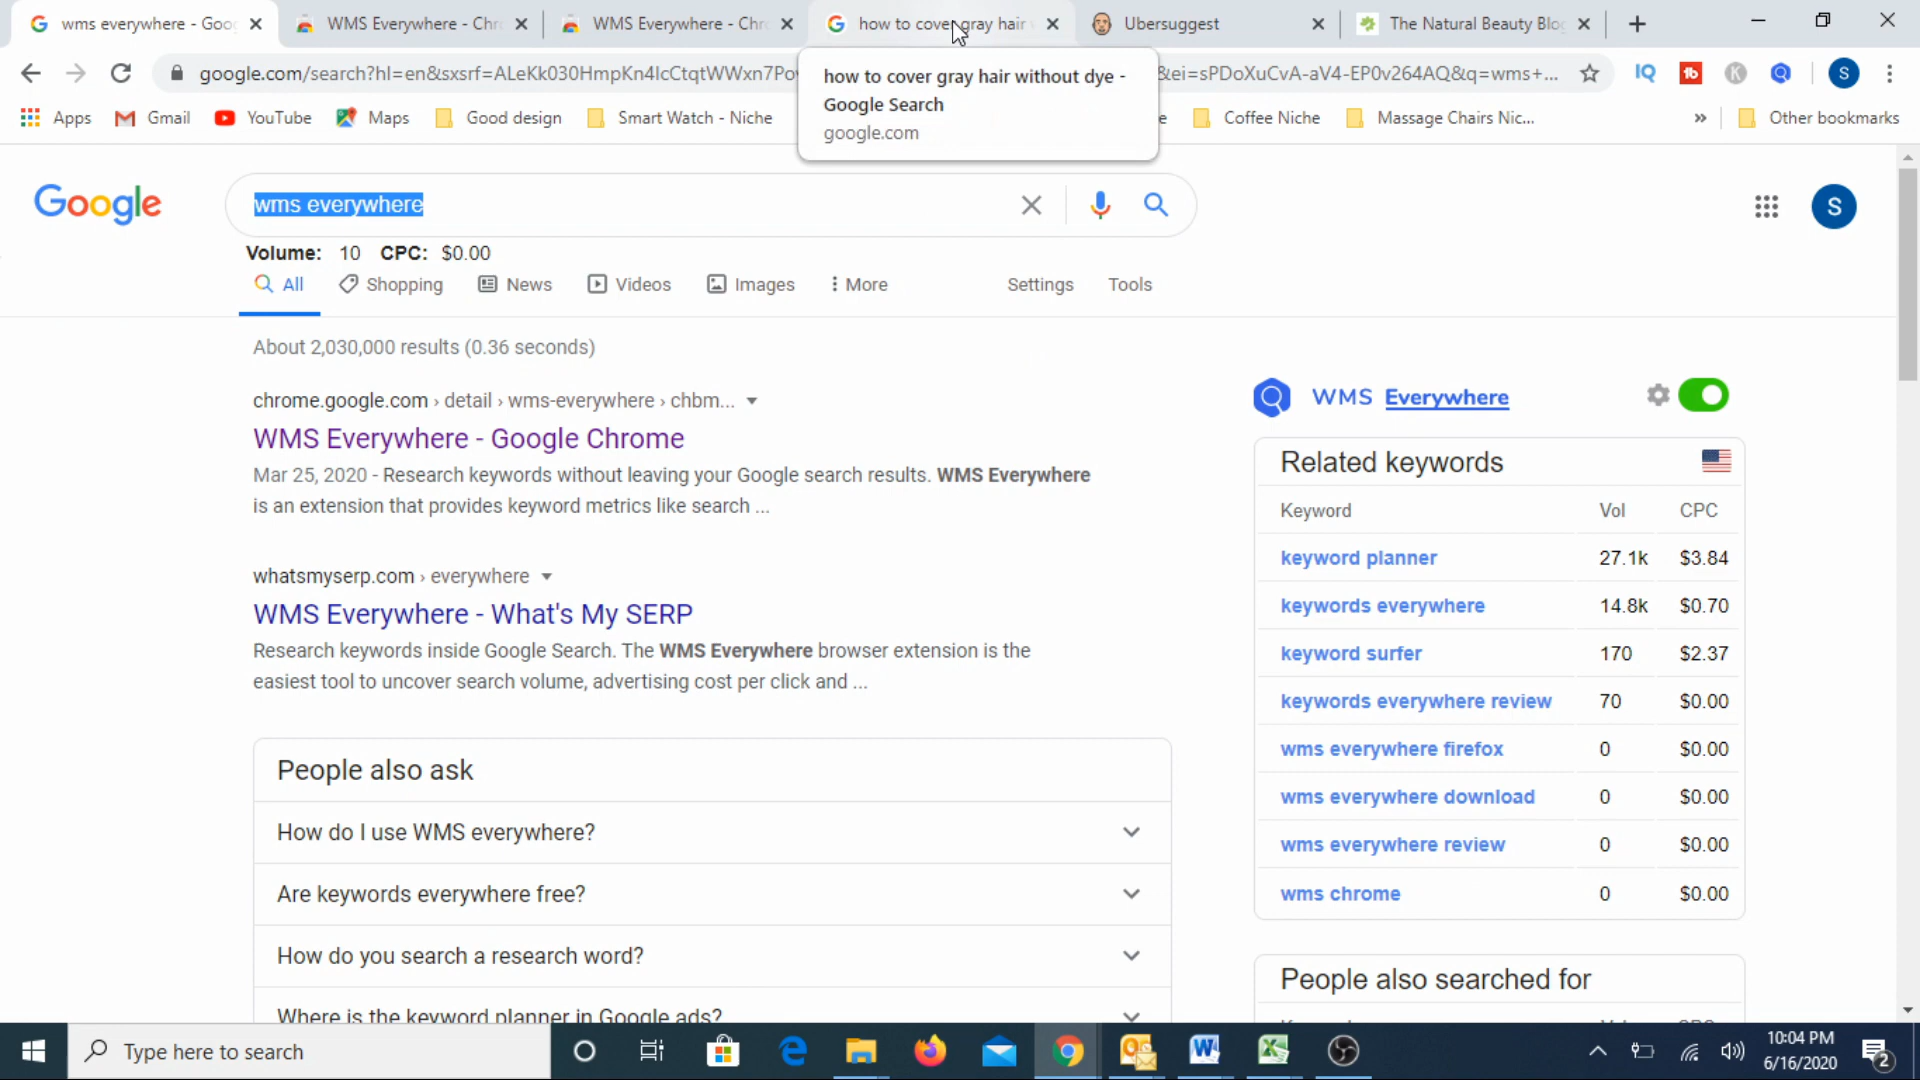 wms everywhere - Goog
WMS Everywhere - Chr
WMS Everywhere - Chr
how to cover gray hair
Ubersuggest
The Natural Beauty Blo
google.com/search?hl=en&sxsrf=ALeKk030HmpKn4IcCtqtWWxn7Po
&ei=sPDoXuCvA-aV4-EP0v264AQ&q=wms+...
how to cover gray hair without dye -
Google Search
google.com
Apps
Gmail
YouTube
Maps
Good design
Smart Watch - Niche
e
Coffee Niche
Massage Chairs Nic...
Other bookmarks
Google
wms everywhere
S
Volume: 10 CPC: $0.00
All
Shopping
News
Videos
Images
More
Settings
Tools
About 2,030,000 results (0.36 seconds)
chrome.google.com › detail › wms-everywhere › chbm...
WMS Everywhere - Google Chrome
Mar 25, 2020 - Research keywords without leaving your Google search results. WMS Everywhere
is an extension that provides keyword metrics like search ...
whatsmyserp.com › everywhere
WMS Everywhere - What's My SERP
Research keywords inside Google Search. The WMS Everywhere browser extension is the
easiest tool to uncover search volume, advertising cost per click and ...
People also ask
How do I use WMS everywhere?
Are keywords everywhere free?
How do you search a research word?
Where is the keyword planner in Google ads?
WMS Everywhere
Related keywords
Keyword Vol CPC
keyword planner 27.1k $3.84
keywords everywhere 14.8k $0.70
keyword surfer 170 $2.37
keywords everywhere review 70 $0.00
wms everywhere firefox 0 $0.00
wms everywhere download 0 $0.00
wms everywhere review 0 $0.00
wms chrome 0 $0.00
People also searched for
Type here to search
10:04 PM
6/16/2020
2